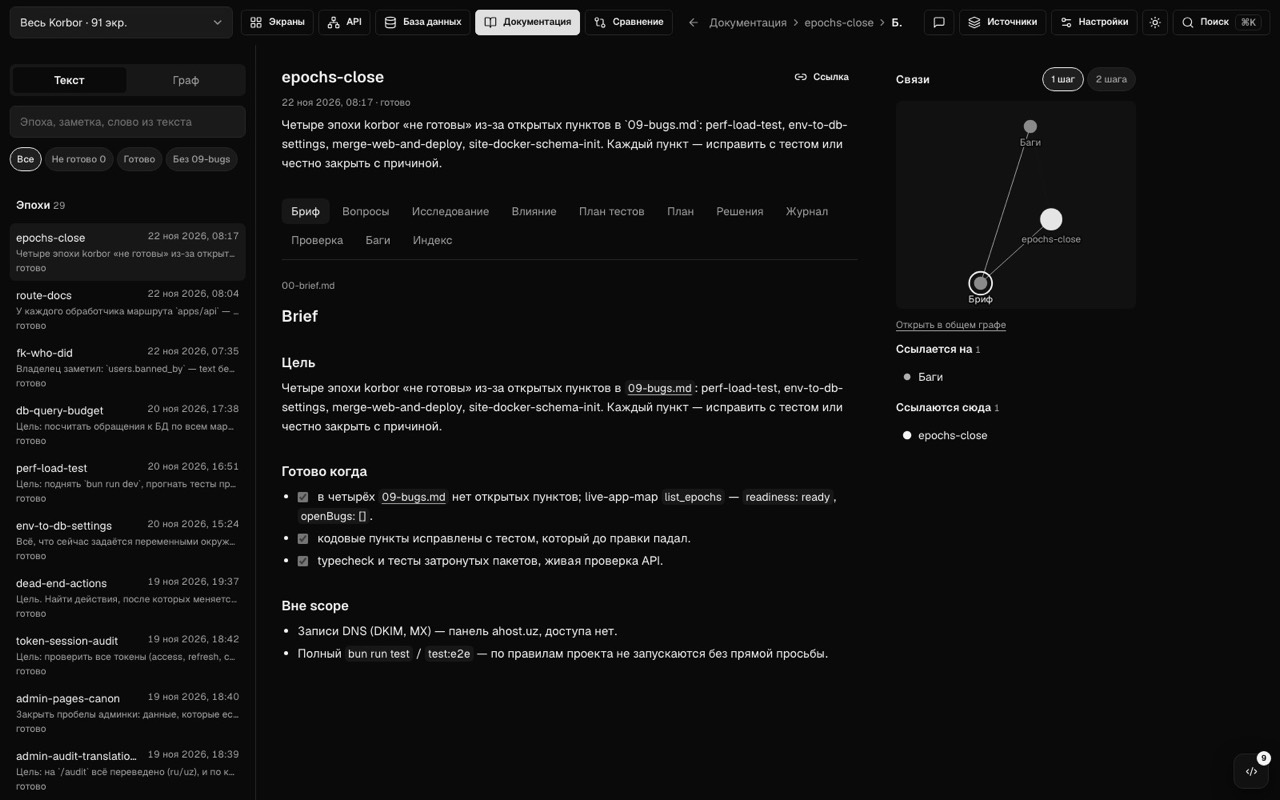 Весь Korbor · 91 экр.
Экраны
API
База данных
Документация
Сравнение
Документация
epochs-close
Б.
Источники
Настройки
Поиск
⌘K
Текст
Граф
Эпоха, заметка, слово из текста
Все
Не готово 0
Готово
Без 09-bugs
Эпохи 29
epochs-close
22 ноя 2026, 08:17
Четыре эпохи korbor «не готовы» из-за открыт…
готово
route-docs
22 ноя 2026, 08:04
У каждого обработчика маршрута `apps/api` — …
готово
fk-who-did
22 ноя 2026, 07:35
Владелец заметил: `users.banned_by` — text бе…
готово
db-query-budget
20 ноя 2026, 17:38
Цель: посчитать обращения к БД по всем мар…
готово
perf-load-test
20 ноя 2026, 16:51
Цель: поднять `bun run dev`, прогнать тесты пр…
готово
env-to-db-settings
20 ноя 2026, 15:24
Всё, что сейчас задаётся переменными окруж…
готово
dead-end-actions
19 ноя 2026, 19:37
Цель. Найти действия, после которых меняетс…
готово
token-session-audit
19 ноя 2026, 18:42
Цель: проверить все токены (access, refresh, с…
готово
admin-pages-canon
19 ноя 2026, 18:40
Закрыть пробелы админки: данные, которые ес…
готово
admin-audit-translatio…
19 ноя 2026, 18:39
Цель: на `/audit` всё переведено (ru/uz), и по к…
готово
epochs-close
Ссылка
22 ноя 2026, 08:17 · готово
Четыре эпохи korbor «не готовы» из-за открытых пунктов в `09-bugs.md`: perf-load-test, env-to-db-
settings, merge-web-and-deploy, site-docker-schema-init. Каждый пункт — исправить с тестом или
честно закрыть с причиной.
Бриф
Вопросы
Исследование
Влияние
План тестов
План
Решения
Журнал
Проверка
Баги
Индекс
00-brief.md
Brief
Цель
Четыре эпохи korbor «не готовы» из-за открытых пунктов в 09-bugs.md: perf-load-test, env-to-db-
settings, merge-web-and-deploy, site-docker-schema-init. Каждый пункт — исправить с тестом или
честно закрыть с причиной.
Готово когда
в четырёх 09-bugs.md нет открытых пунктов; live-app-map list_epochs — readiness: ready,
openBugs: [].
кодовые пункты исправлены с тестом, который до правки падал.
typecheck и тесты затронутых пакетов, живая проверка API.
Вне scope
Записи DNS (DKIM, MX) — панель ahost.uz, доступа нет.
Полный bun run test / test:e2e — по правилам проекта не запускаются без прямой просьбы.
Связи
1 шаг
2 шага
Баги
epochs-close
Бриф
Открыть в общем графе
Ссылается на 1
Баги
Ссылаются сюда 1
epochs-close
9